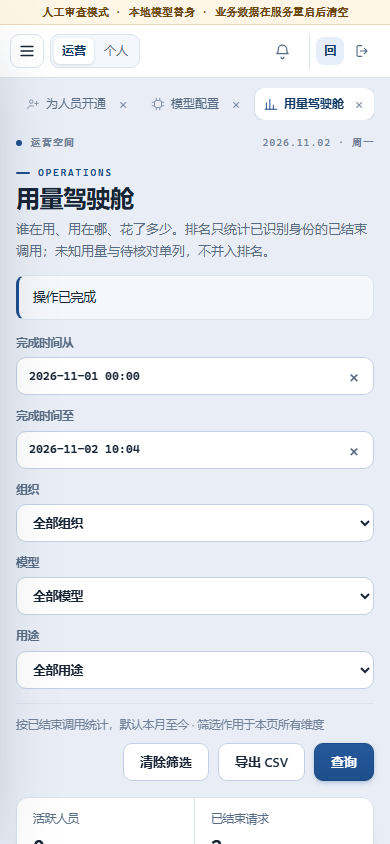 人工审查模式 · 本地模型替身 · 业务数据在服务重启后清空
运营 个人
回
为人员开通 × 模型配置 × 用量驾驶舱 ×
运营空间 2026.11.02 · 周一
OPERATIONS
用量驾驶舱
谁在用、用在哪、花了多少。排名只统计已识别身份的已结束
调用；未知用量与待核对单列，不并入排名。
操作已完成
完成时间从
2026-11-01 00:00 ×
完成时间至
2026-11-02 10:04 ×
组织
全部组织
模型
全部模型
用途
全部用途
按已结束调用统计，默认本月至今 · 筛选作用于本页所有维度
清除筛选 导出 CSV 查询
活跃人员 已结束请求